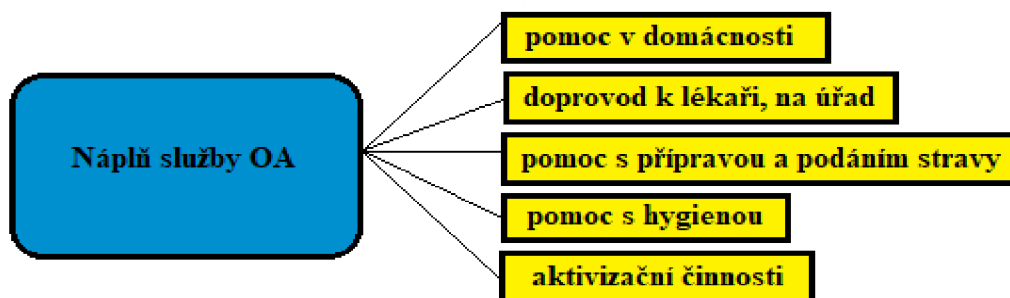 Náplň služby OA
pomoc v domácnosti
doprovod k lékaři, na úřad
pomoc s přípravou a podáním stravy
pomoc s hygienou
aktivizační činnosti